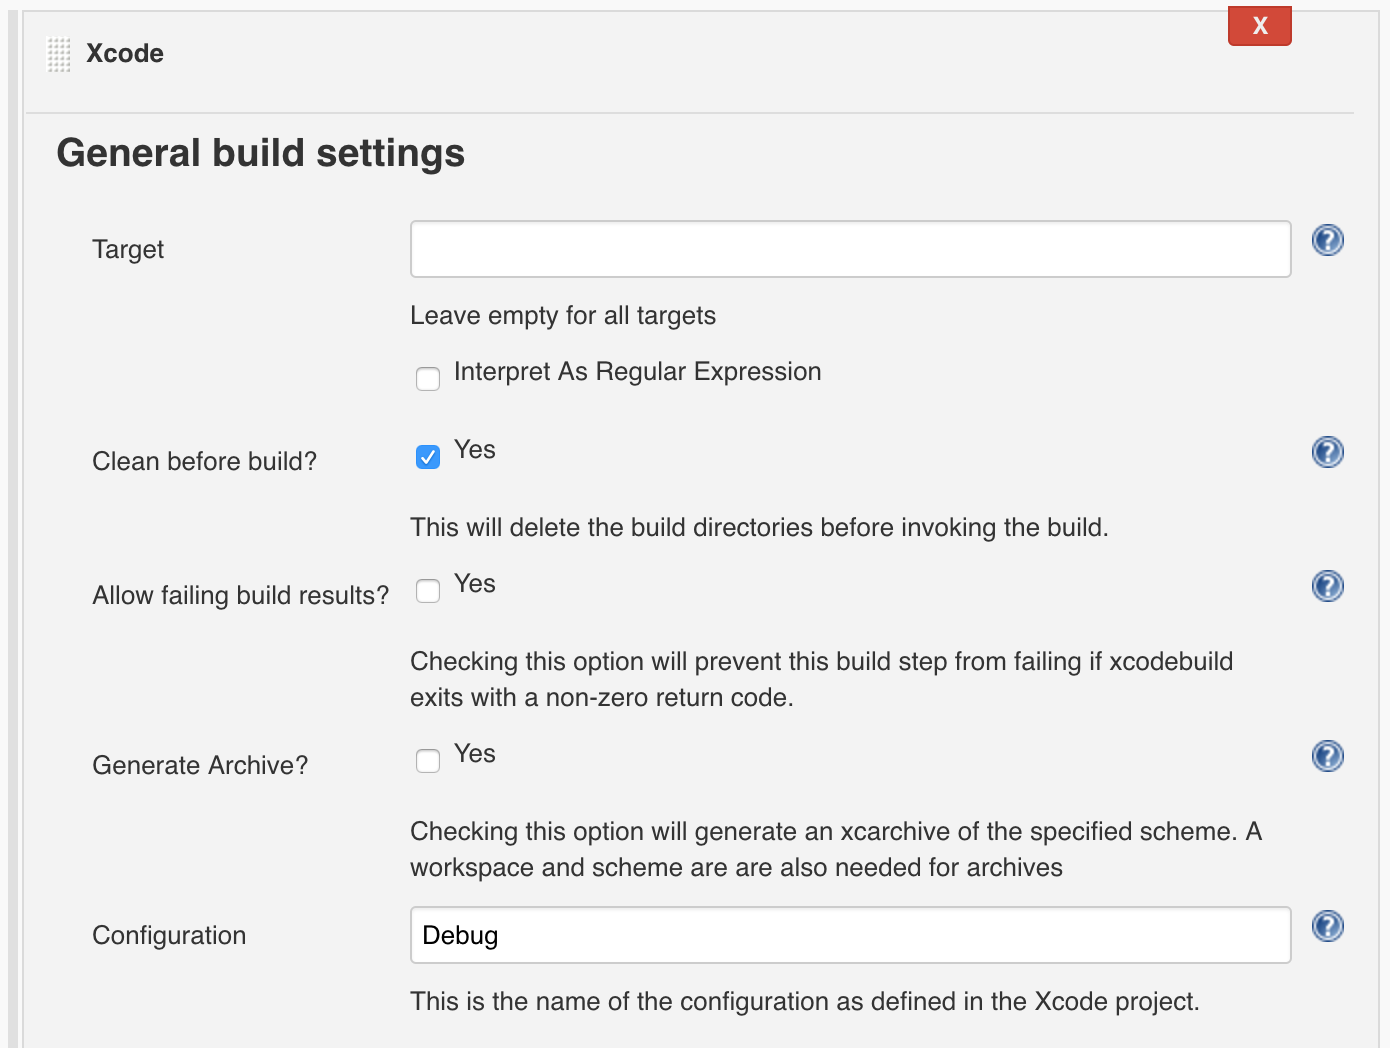 X
Xcode
General build settings
Target
?
Leave empty for all targets
Interpret As Regular Expression
Clean before build? Yes
?
This will delete the build directories before invoking the build.
Allow failing build results? Yes
?
Checking this option will prevent this build step from failing if xcodebuild
exits with a non-zero return code.
Generate Archive? Yes
?
Checking this option will generate an xcarchive of the specified scheme. A
workspace and scheme are are also needed for archives
Configuration Debug
?
This is the name of the configuration as defined in the Xcode project.